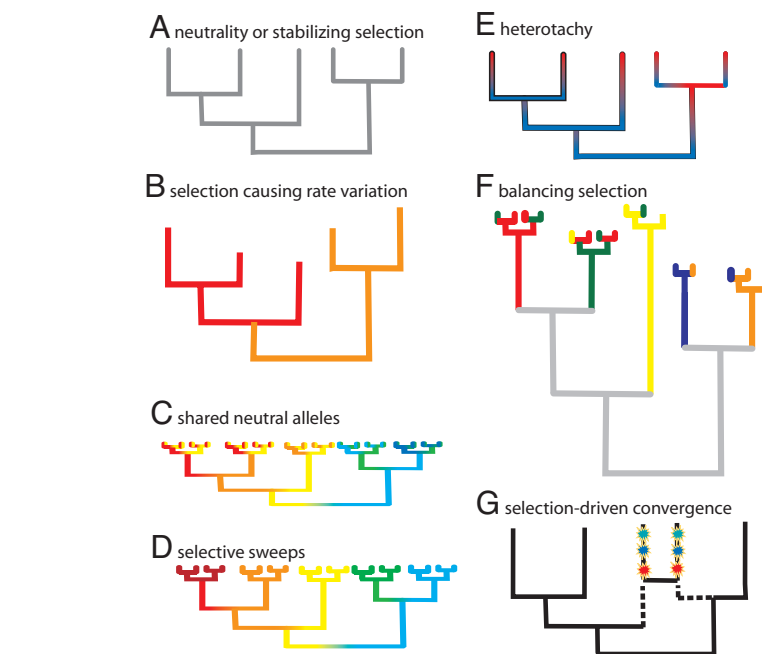 A neutrality or stabilizing selection
B selection causing rate variation
C shared neutral alleles
D selective sweeps
E heterotachy
F balancing selection
G selection-driven convergence